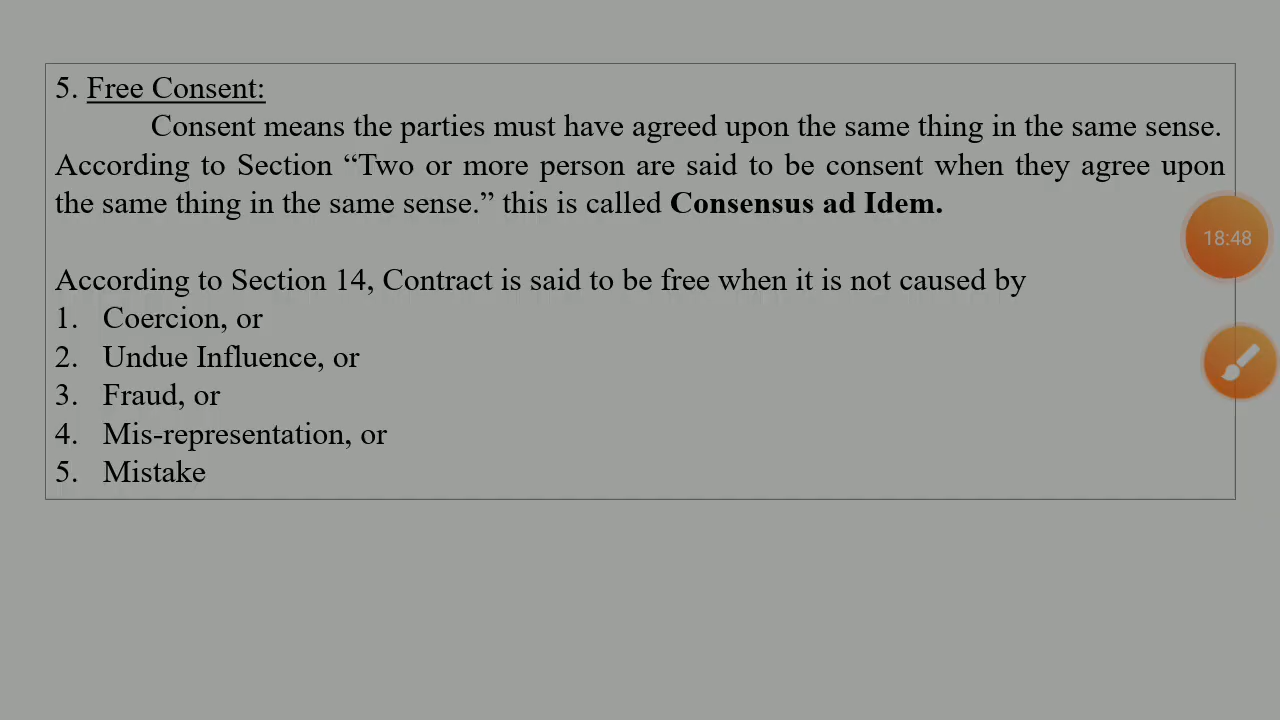 5. Free Consent:
Consent means the parties must have agreed upon the same thing in the same sense.
According to Section “Two or more person are said to be consent when they agree upon
the same thing in the same sense.” this is called Consensus ad Idem.
18:48
According to Section 14, Contract is said to be free when it is not caused by
1. Coercion, or
2. Undue Influence, or
3. Fraud, or
4. Mis-representation, or
5. Mistake